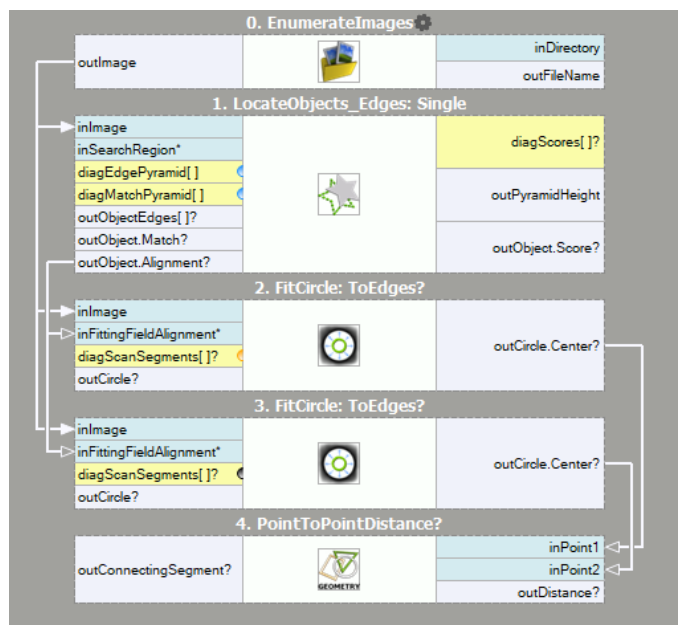 0. EnumerateImages
outImage
inDirectory
outFileName
1. LocateObjects_Edges: Single
inImage
inSearchRegion*
diagEdgePyramid[ ]
diagMatchPyramid[ ]
outObjectEdges[ ]?
outObject.Match?
outObject.Alignment?
diagScores[ ]?
outPyramidHeight
outObject.Score?
2. FitCircle: ToEdges?
inImage
inFittingFieldAlignment*
diagScanSegments[ ]?
outCircle?
outCircle.Center?
3. FitCircle: ToEdges?
inImage
inFittingFieldAlignment*
diagScanSegments[ ]?
outCircle?
outCircle.Center?
4. PointToPointDistance?
outConnectingSegment?
GEOMETRY
inPoint1
inPoint2
outDistance?